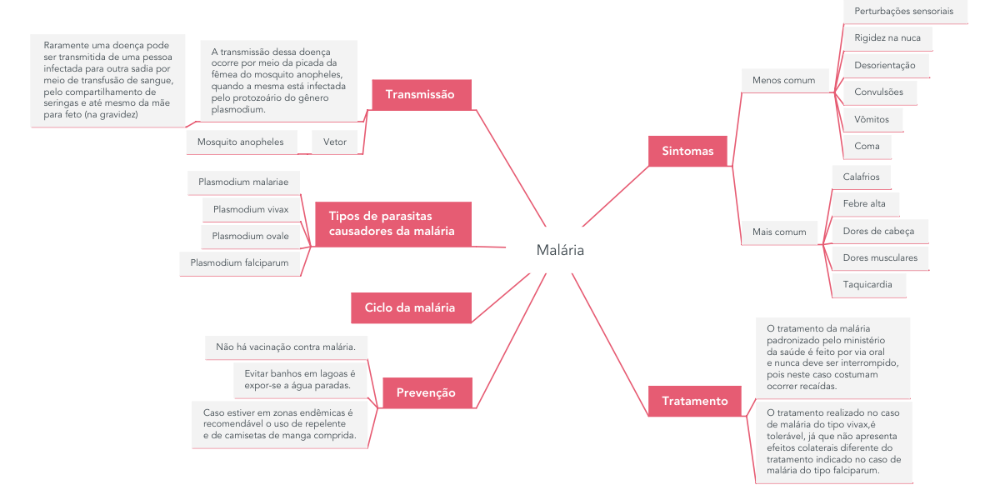 Malária
Transmissão
A transmissão dessa doença
ocorre por meio da picada da
fêmea do mosquito anopheles,
quando a mesma está infectada
pelo protozoário do gênero
plasmodium.
Raramente uma doença pode
ser transmitida de uma pessoa
infectada para outra sadia por
meio de transfusão de sangue,
pelo compartilhamento de
seringas e até mesmo da mãe
para feto (na gravidez)
Vetor
Mosquito anopheles
Tipos de parasitas
causadores da malária
Plasmodium malariae
Plasmodium vivax
Plasmodium ovale
Plasmodium falciparum
Ciclo da malária
Prevenção
Não há vacinação contra malária.
Evitar banhos em lagoas é
expor-se a água paradas.
Caso estiver em zonas endêmicas é
recomendável o uso de repelente
e de camisetas de manga comprida.
Sintomas
Menos comum
Perturbações sensoriais
Rigidez na nuca
Desorientação
Convulsões
Vômitos
Coma
Mais comum
Calafrios
Febre alta
Dores de cabeça
Dores musculares
Taquicardia
Tratamento
O tratamento da malária
padronizado pelo ministério
da saúde é feito por via oral
e nunca deve ser interrompido,
pois neste caso costumam
ocorrer recaídas.
O tratamento realizado no caso
de malária do tipo vivax,é
tolerável, já que não apresenta
efeitos colaterais diferente do
tratamento indicado no caso de
malária do tipo falciparum.